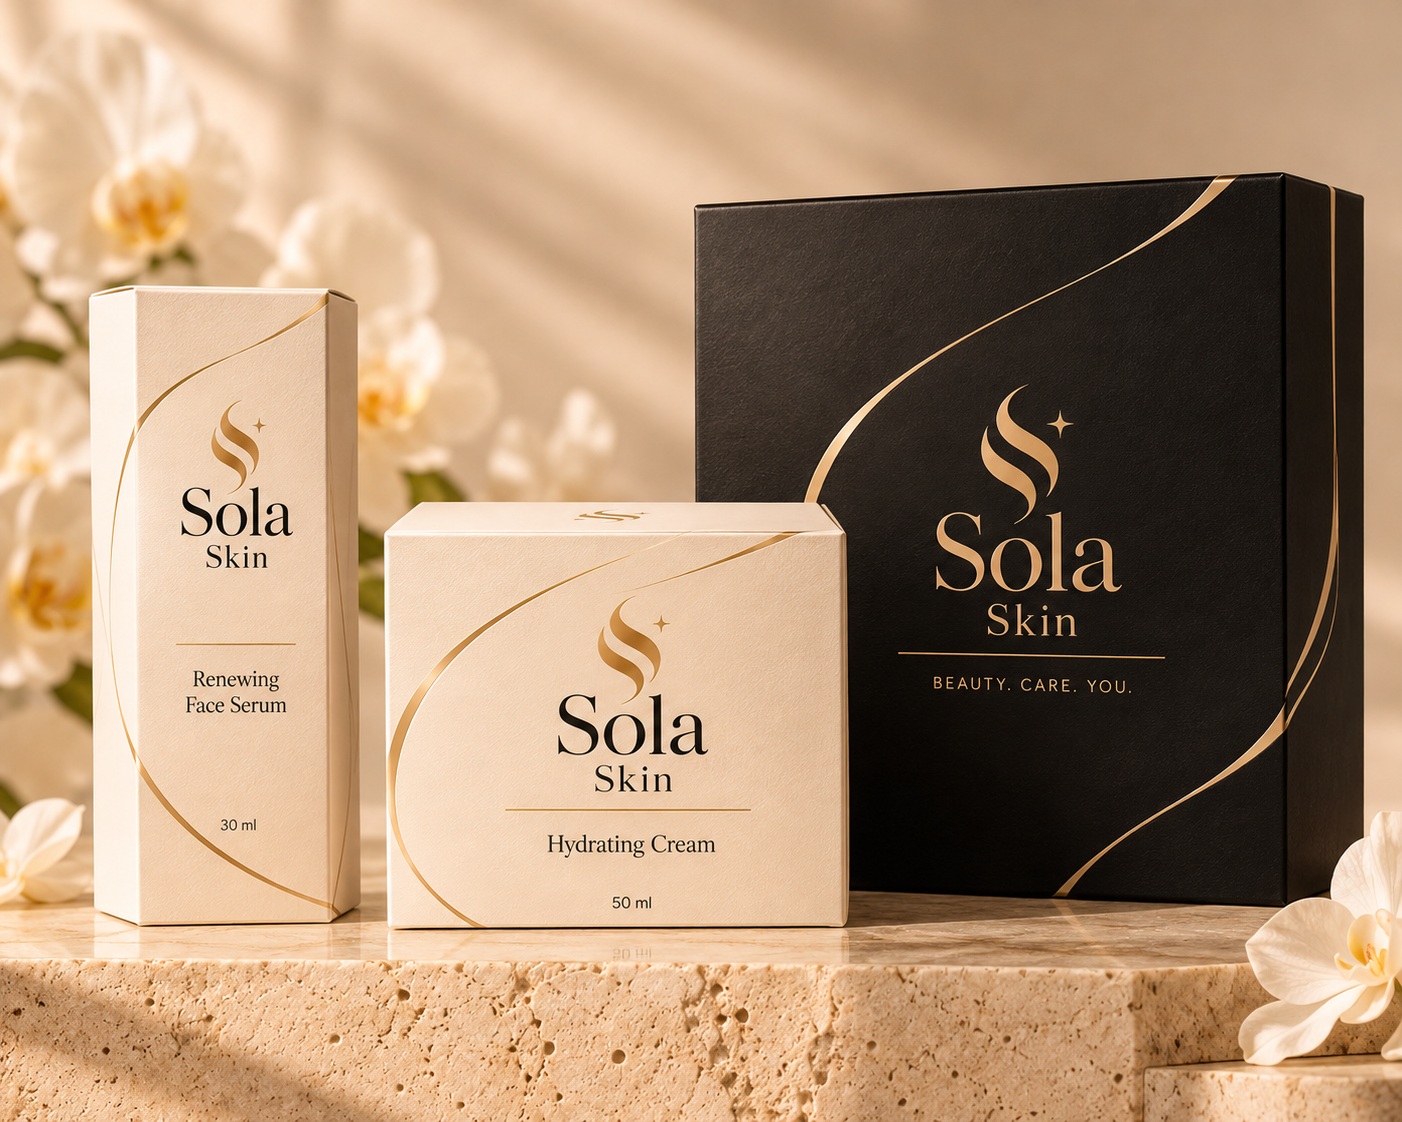 Sola
Skin
Renewing
Face Serum
30 ml
Sola
Skin
Hydrating Cream
50 ml
Sola
Skin
BEAUTY. CARE. YOU.